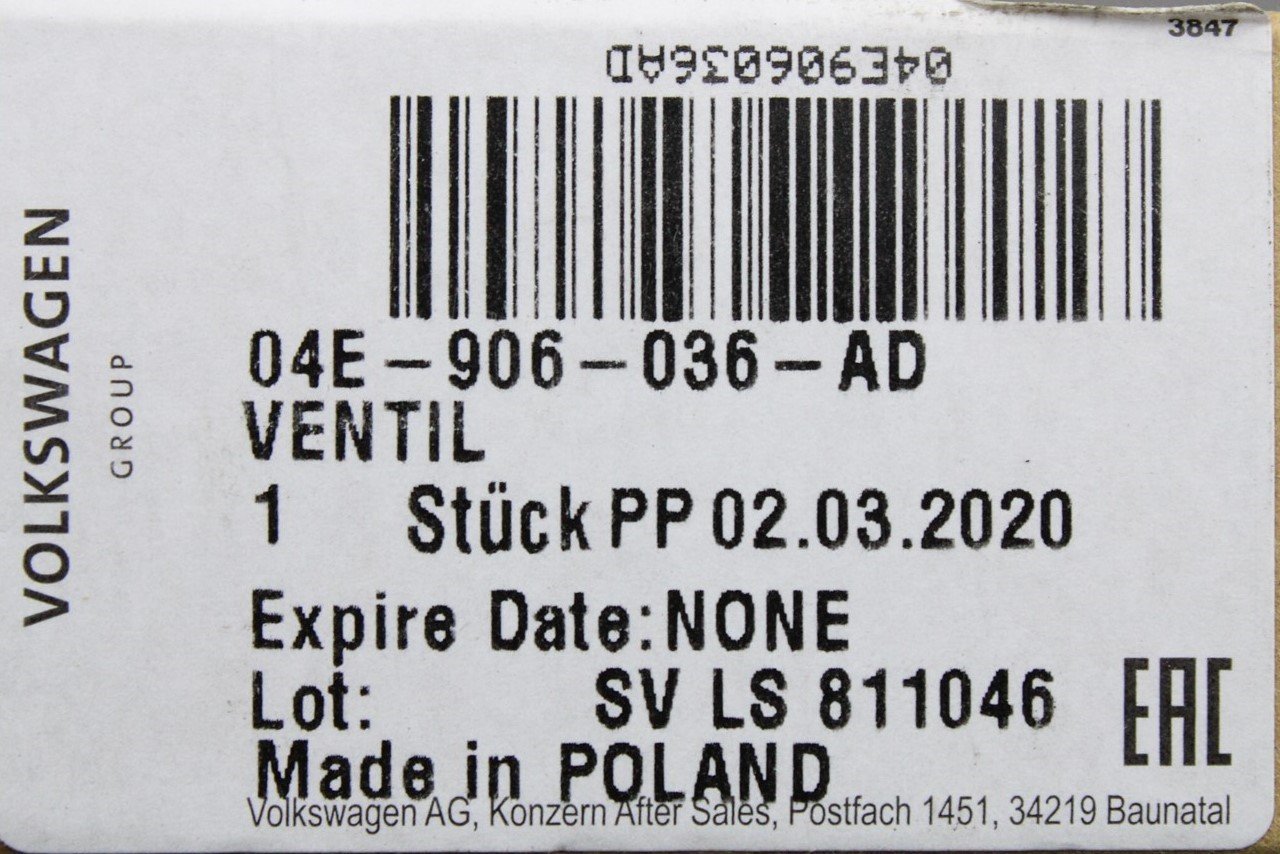 3847
04E906036AD
04E-906-036-AD
VENTIL
1 Stück PP 02.03.2020
Expire Date:NONE
Lot: SV LS 811046
Made in POLAND
Volkswagen AG, Konzern After Sales, Postfach 1451, 34219 Baunatal
EAC
VOLKSWAGEN
GROUP